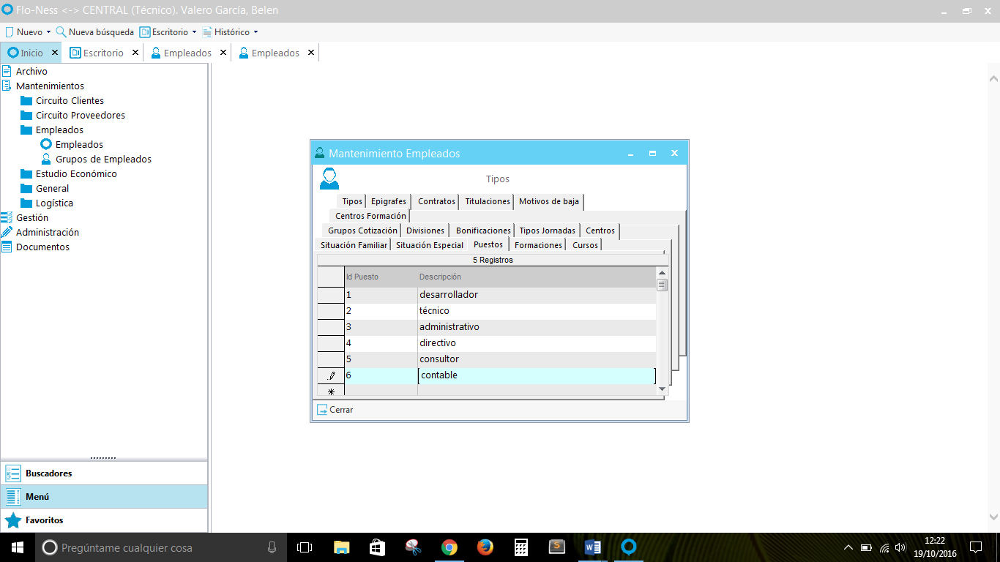 Flo-Ness <-> CENTRAL (Técnico). Valero García, Belen
Nuevo Nueva búsqueda Escritorio Histórico
Inicio Escritorio Empleados Empleados
Archivo
Mantenimientos
Circuito Clientes
Circuito Proveedores
Empleados
Empleados
Grupos de Empleados
Estudio Económico
General
Logística
Gestión
Administración
Documentos
Buscadores
Menú
Favoritos
Mantenimiento Empleados
Tipos
Tipos Epigrafes Contratos Titulaciones Motivos de baja
Centros Formación
Grupos Cotización Divisiones Bonificaciones Tipos Jornadas Centros
Situación Familiar Situación Especial Puestos Formaciones Cursos
5 Registros
Id Puesto Descripción
1 desarrollador
2 técnico
3 administrativo
4 directivo
5 consultor
6 contable
Cerrar
Pregúntame cualquier cosa
12:22
19/10/2016